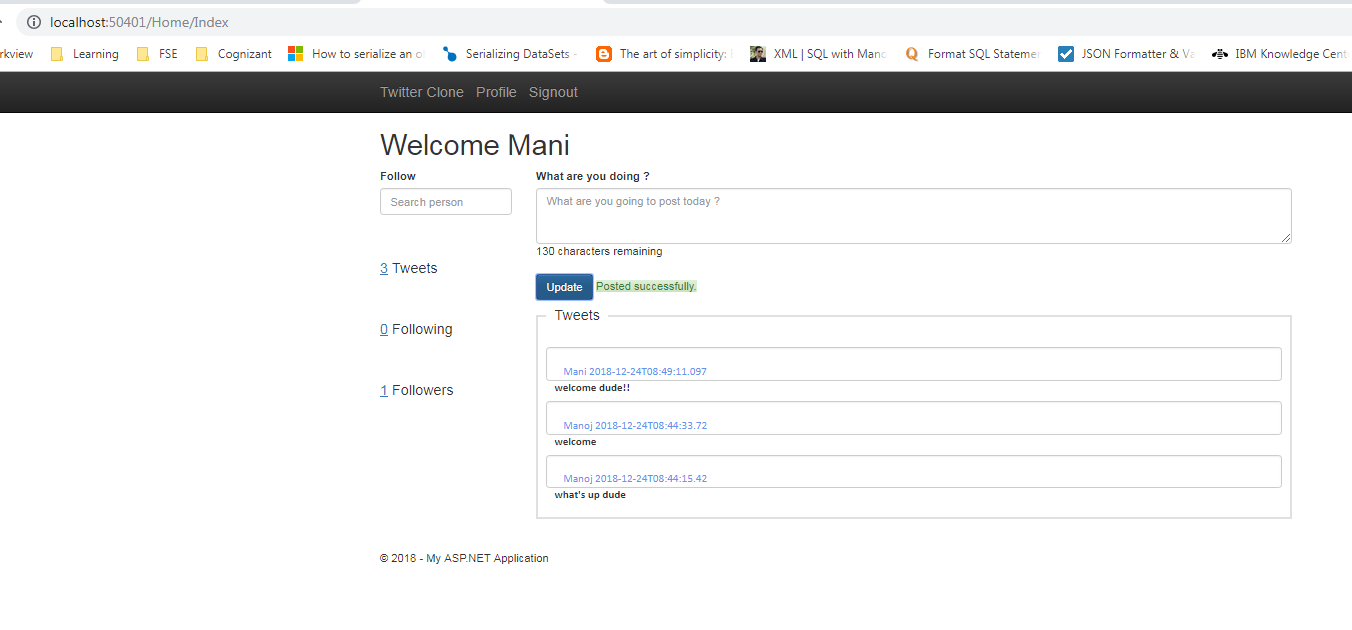 localhost:50401/Home/Index
rkview Learning FSE Cognizant How to serialize an o Serializing DataSets - The art of simplicity: XML | SQL with Mano Format SQL Stateme JSON Formatter & Va IBM Knowledge Cent
Twitter Clone Profile Signout
Welcome Mani
Follow
Search person
3 Tweets
0 Following
1 Followers
What are you doing ?
What are you going to post today ?
130 characters remaining
Update Posted successfully.
Tweets
Mani 2018-12-24T08:49:11.097
welcome dude!!
Manoj 2018-12-24T08:44:33.72
welcome
Manoj 2018-12-24T08:44:15.42
what's up dude
© 2018 - My ASP.NET Application